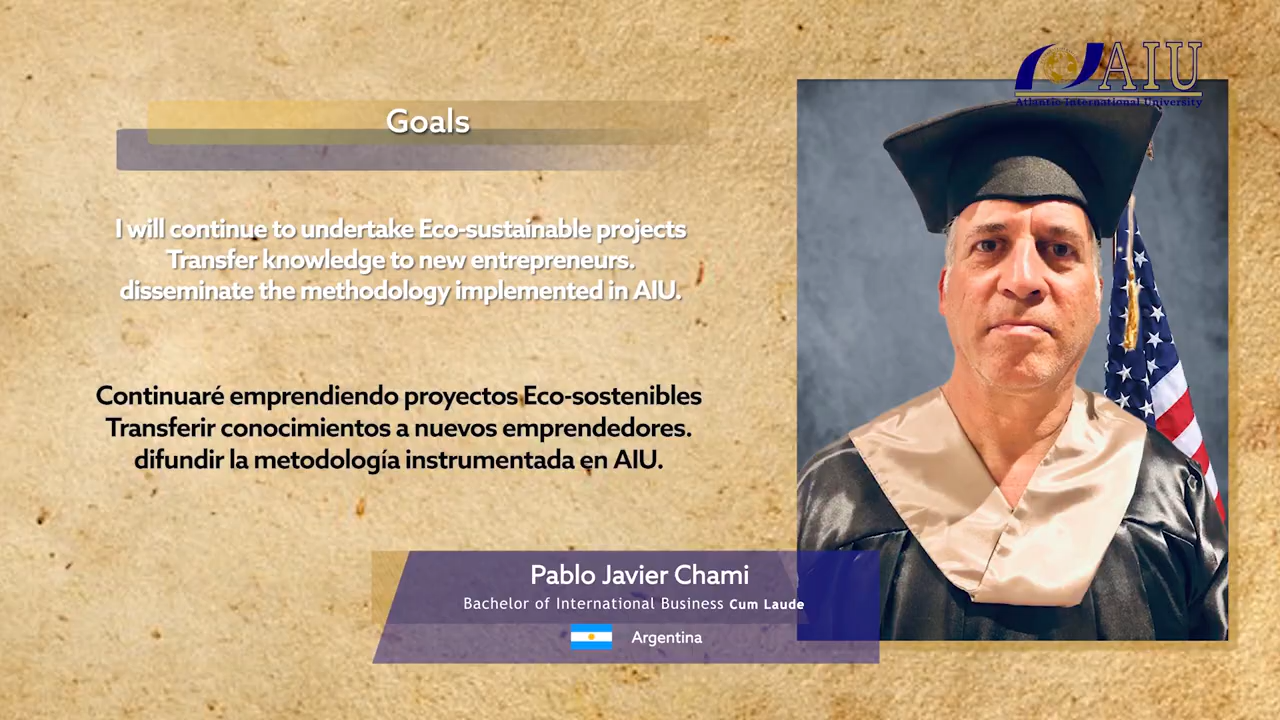 AIU
Atlantic International University
Goals
I will continue to undertake Eco-sustainable projects
Transfer knowledge to new entrepreneurs.
disseminate the methodology implemented in AIU.
Continuaré emprendiendo proyectos Eco-sostenibles
Transferir conocimientos a nuevos emprendedores.
difundir la metodología instrumentada en AIU.
Pablo Javier Chami
Bachelor of International Business Cum Laude
Argentina